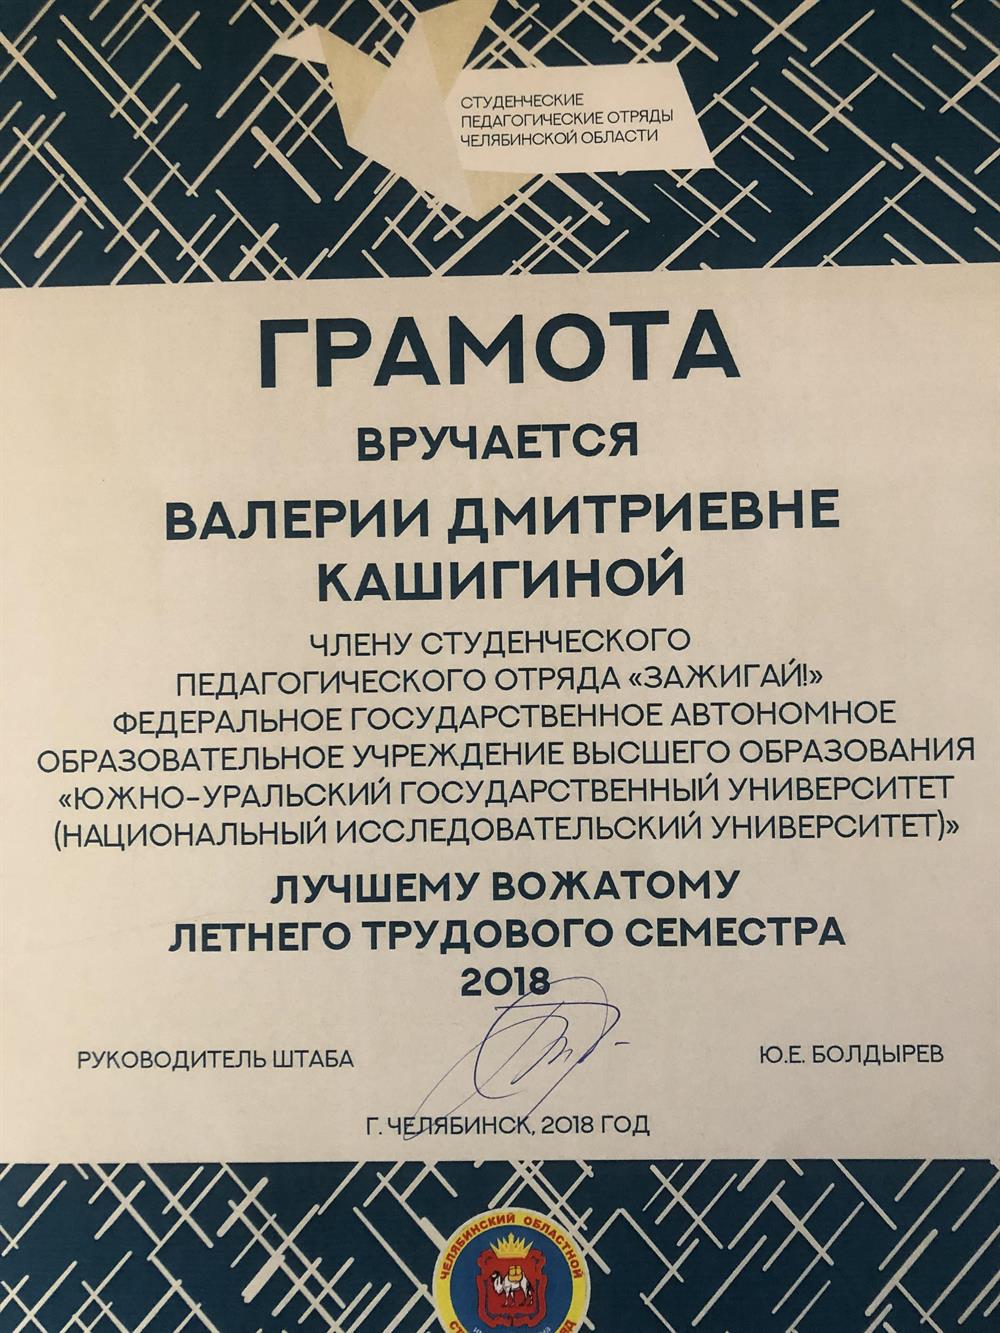 СТУДЕНЧЕСКИЕ
ПЕДАГОГИЧЕСКИЕ ОТРЯДЫ
ЧЕЛЯБИНСКОЙ ОБЛАСТИ
ГРАМОТА
ВРУЧАЕТСЯ
ВАЛЕРИИ ДМИТРИЕВНЕ
КАШИГИНОЙ
ЧЛЕНУ СТУДЕНЧЕСКОГО
ПЕДАГОГИЧЕСКОГО ОТРЯДА «ЗАЖИГАЙ!»
ФЕДЕРАЛЬНОЕ ГОСУДАРСТВЕННОЕ АВТОНОМНОЕ
ОБРАЗОВАТЕЛЬНОЕ УЧРЕЖДЕНИЕ ВЫСШЕГО ОБРАЗОВАНИЯ
«ЮЖНО-УРАЛЬСКИЙ ГОСУДАРСТВЕННЫЙ УНИВЕРСИТЕТ
(НАЦИОНАЛЬНЫЙ ИССЛЕДОВАТЕЛЬСКИЙ УНИВЕРСИТЕТ)»
ЛУЧШЕМУ ВОЖАТОМУ
ЛЕТНЕГО ТРУДОВОГО СЕМЕСТРА
2018
РУКОВОДИТЕЛЬ ШТАБА
Ю.Е. БОЛДЫРЕВ
Г. ЧЕЛЯБИНСК, 2018 ГОД
ЧЕЛЯБИНСКИЙ ОБЛАСТНОЙ